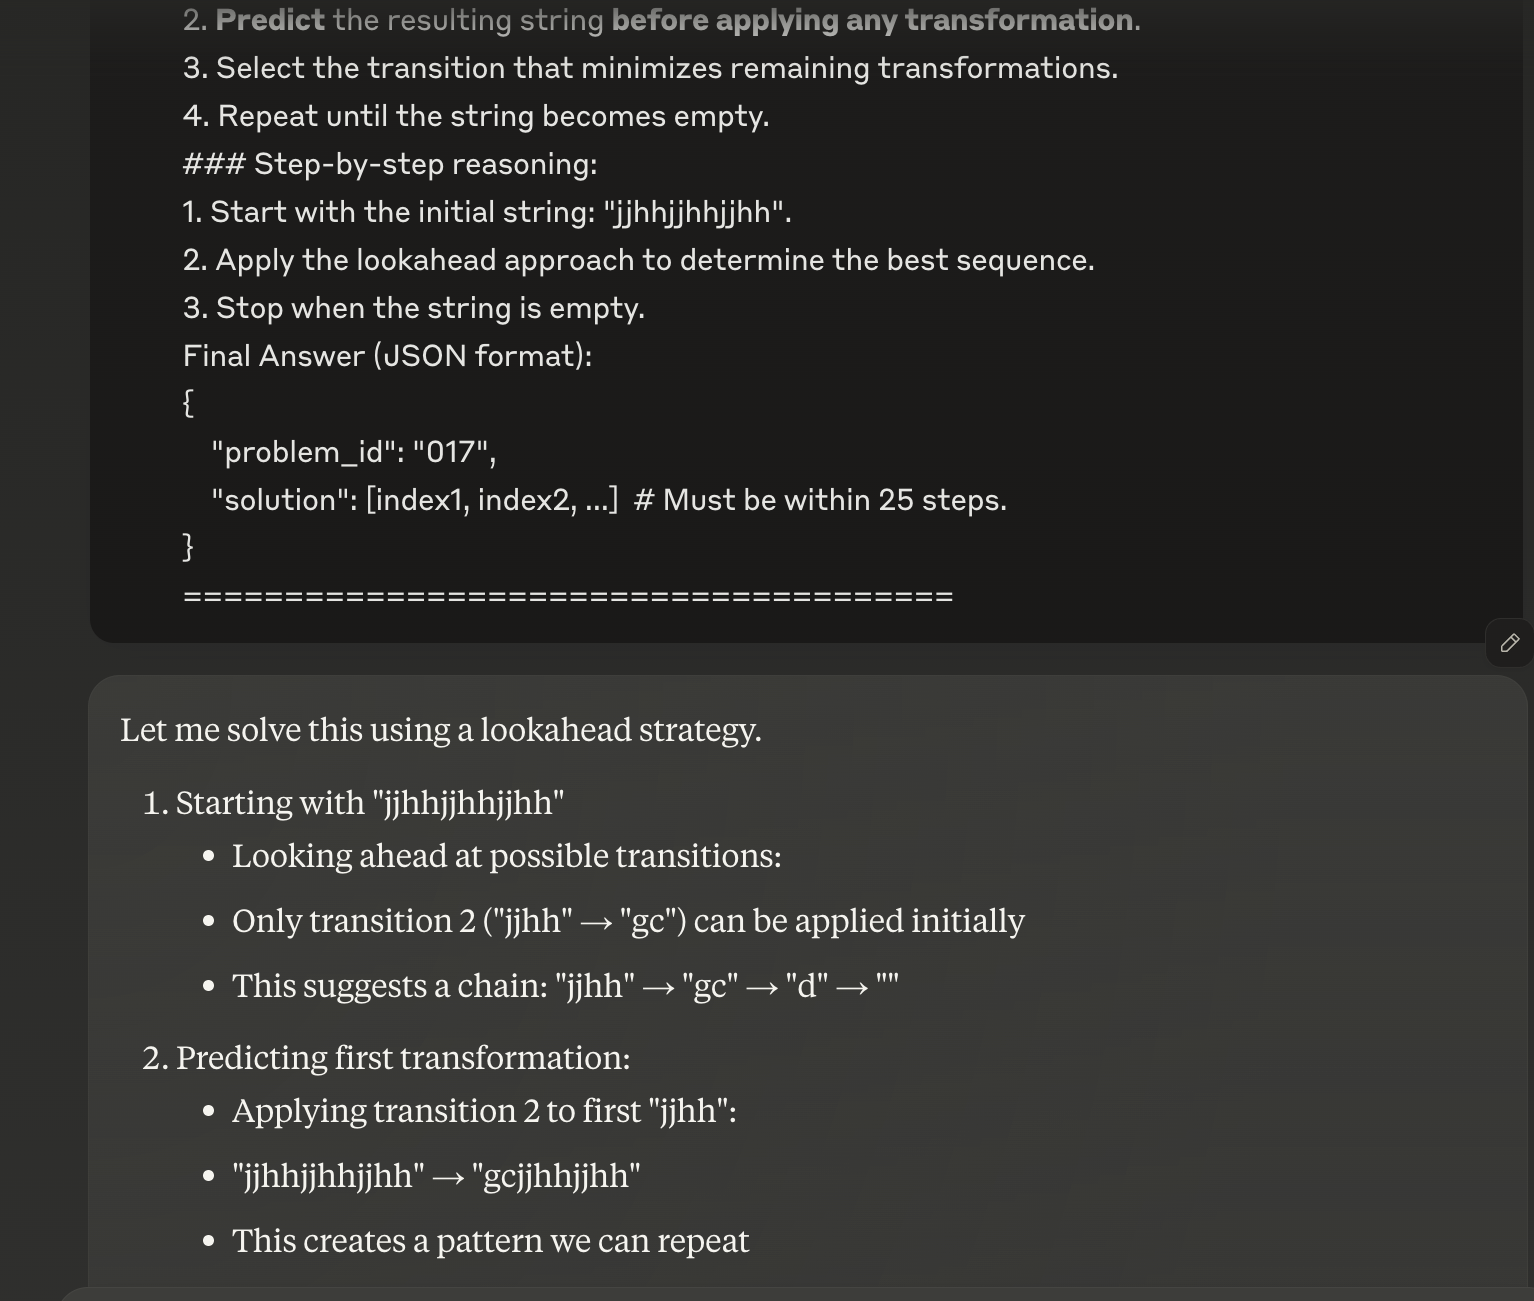 2. Predict the resulting string before applying any transformation.
3. Select the transition that minimizes remaining transformations.
4. Repeat until the string becomes empty.
### Step-by-step reasoning:
1. Start with the initial string: "jjhhjjhhjjhh".
2. Apply the lookahead approach to determine the best sequence.
3. Stop when the string is empty.
Final Answer (JSON format):
{
"problem_id": "017",
"solution": [index1, index2, ...]  # Must be within 25 steps.
}
======================================
Let me solve this using a lookahead strategy.
1. Starting with "jjhhjjhhjjhh"
• Looking ahead at possible transitions:
• Only transition 2 ("jjhh" → "gc") can be applied initially
• This suggests a chain: "jjhh" → "gc" → "d" → ""
2. Predicting first transformation:
• Applying transition 2 to first "jjhh":
• "jjhhjjhhjjhh" → "gcjjhhjjhh"
• This creates a pattern we can repeat